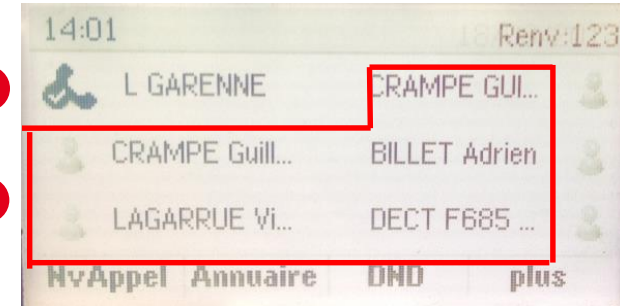 14:01 Renv:123
L GARENNE CRAMPE GUI...
CRAMPE Guill... BILLET Adrien
LAGARRUE Vi... DECT F685 ...
NvAppel Annuaire DND plus